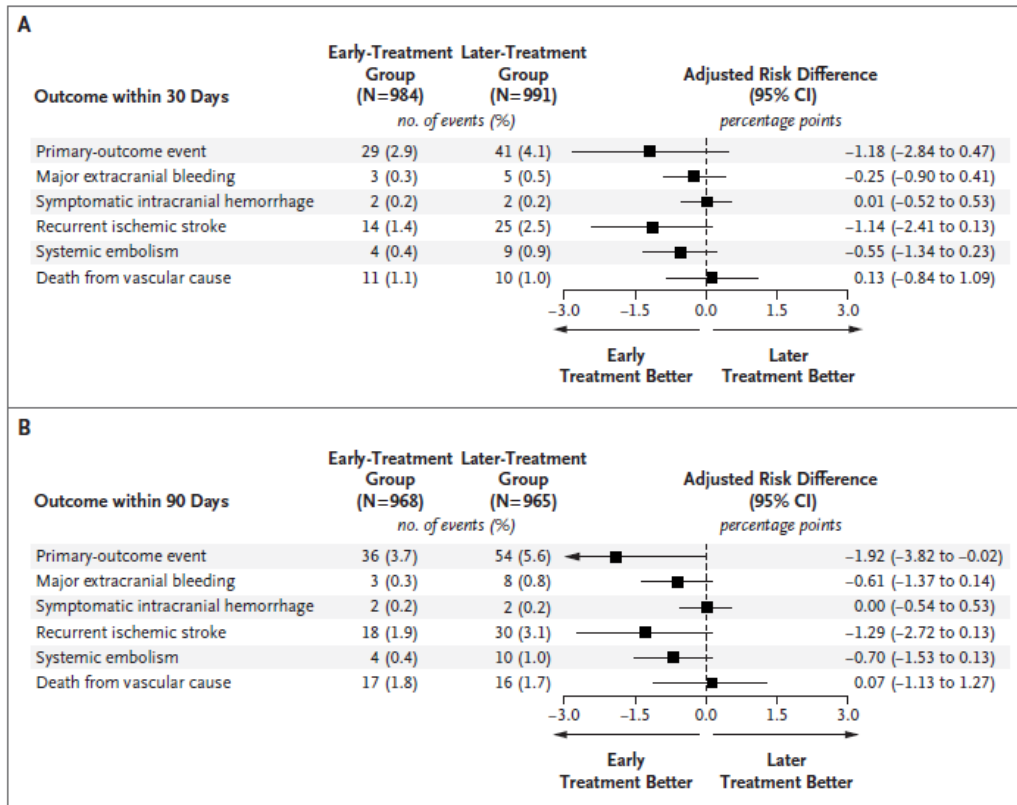 A
Early-Treatment Later-Treatment
Group Group Adjusted Risk Difference
Outcome within 30 Days (N=984) (N=991) (95% CI)
no. of events (%) percentage points
Primary-outcome event 29 (2.9) 41 (4.1) −1.18 (−2.84 to 0.47)
Major extracranial bleeding 3 (0.3) 5 (0.5) −0.25 (−0.90 to 0.41)
Symptomatic intracranial hemorrhage 2 (0.2) 2 (0.2) 0.01 (−0.52 to 0.53)
Recurrent ischemic stroke 14 (1.4) 25 (2.5) −1.14 (−2.41 to 0.13)
Systemic embolism 4 (0.4) 9 (0.9) −0.55 (−1.34 to 0.23)
Death from vascular cause 11 (1.1) 10 (1.0) 0.13 (−0.84 to 1.09)
−3.0 −1.5 0.0 1.5 3.0
Early Later
Treatment Better Treatment Better
B
Early-Treatment Later-Treatment
Group Group Adjusted Risk Difference
Outcome within 90 Days (N=968) (N=965) (95% CI)
no. of events (%) percentage points
Primary-outcome event 36 (3.7) 54 (5.6) −1.92 (−3.82 to −0.02)
Major extracranial bleeding 3 (0.3) 8 (0.8) −0.61 (−1.37 to 0.14)
Symptomatic intracranial hemorrhage 2 (0.2) 2 (0.2) 0.00 (−0.54 to 0.53)
Recurrent ischemic stroke 18 (1.9) 30 (3.1) −1.29 (−2.72 to 0.13)
Systemic embolism 4 (0.4) 10 (1.0) −0.70 (−1.53 to 0.13)
Death from vascular cause 17 (1.8) 16 (1.7) 0.07 (−1.13 to 1.27)
−3.0 −1.5 0.0 1.5 3.0
Early Later
Treatment Better Treatment Better